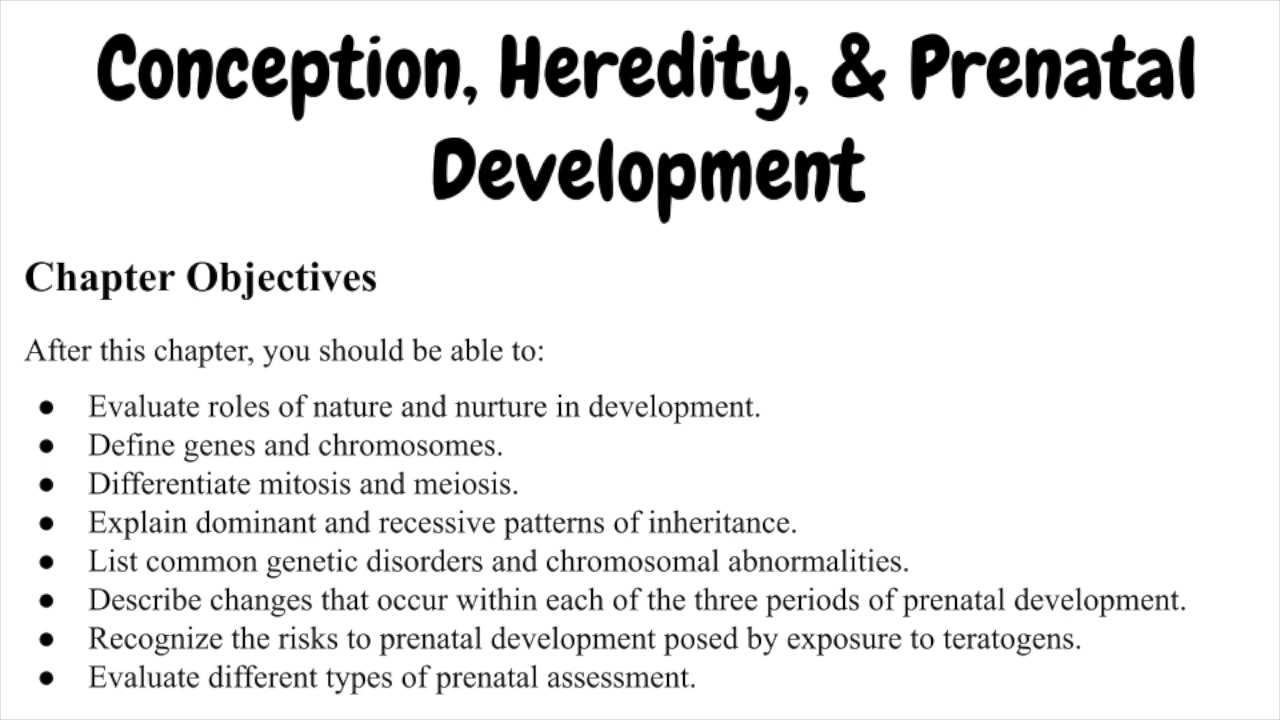 Conception, Heredity, & Prenatal
Development
Chapter Objectives
After this chapter, you should be able to:
● Evaluate roles of nature and nurture in development.
● Define genes and chromosomes.
● Differentiate mitosis and meiosis.
● Explain dominant and recessive patterns of inheritance.
● List common genetic disorders and chromosomal abnormalities.
● Describe changes that occur within each of the three periods of prenatal development.
● Recognize the risks to prenatal development posed by exposure to teratogens.
● Evaluate different types of prenatal assessment.